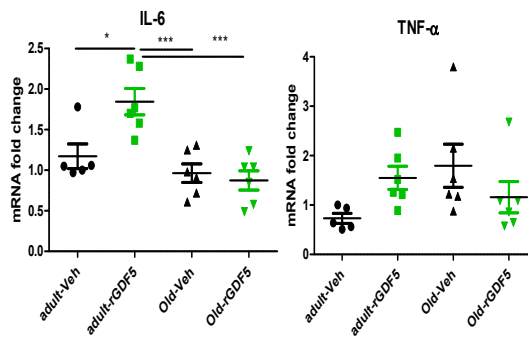 IL-6
* *** ***
mRNA fold change
2.5
2.0
1.5
1.0
0.5
0.0
adult-Veh
adult-rGDF5
Old-Veh
Old-rGDF5
TNF-α
mRNA fold change
4
3
2
1
0
adult-Veh
adult-rGDF5
Old-Veh
Old-rGDF5